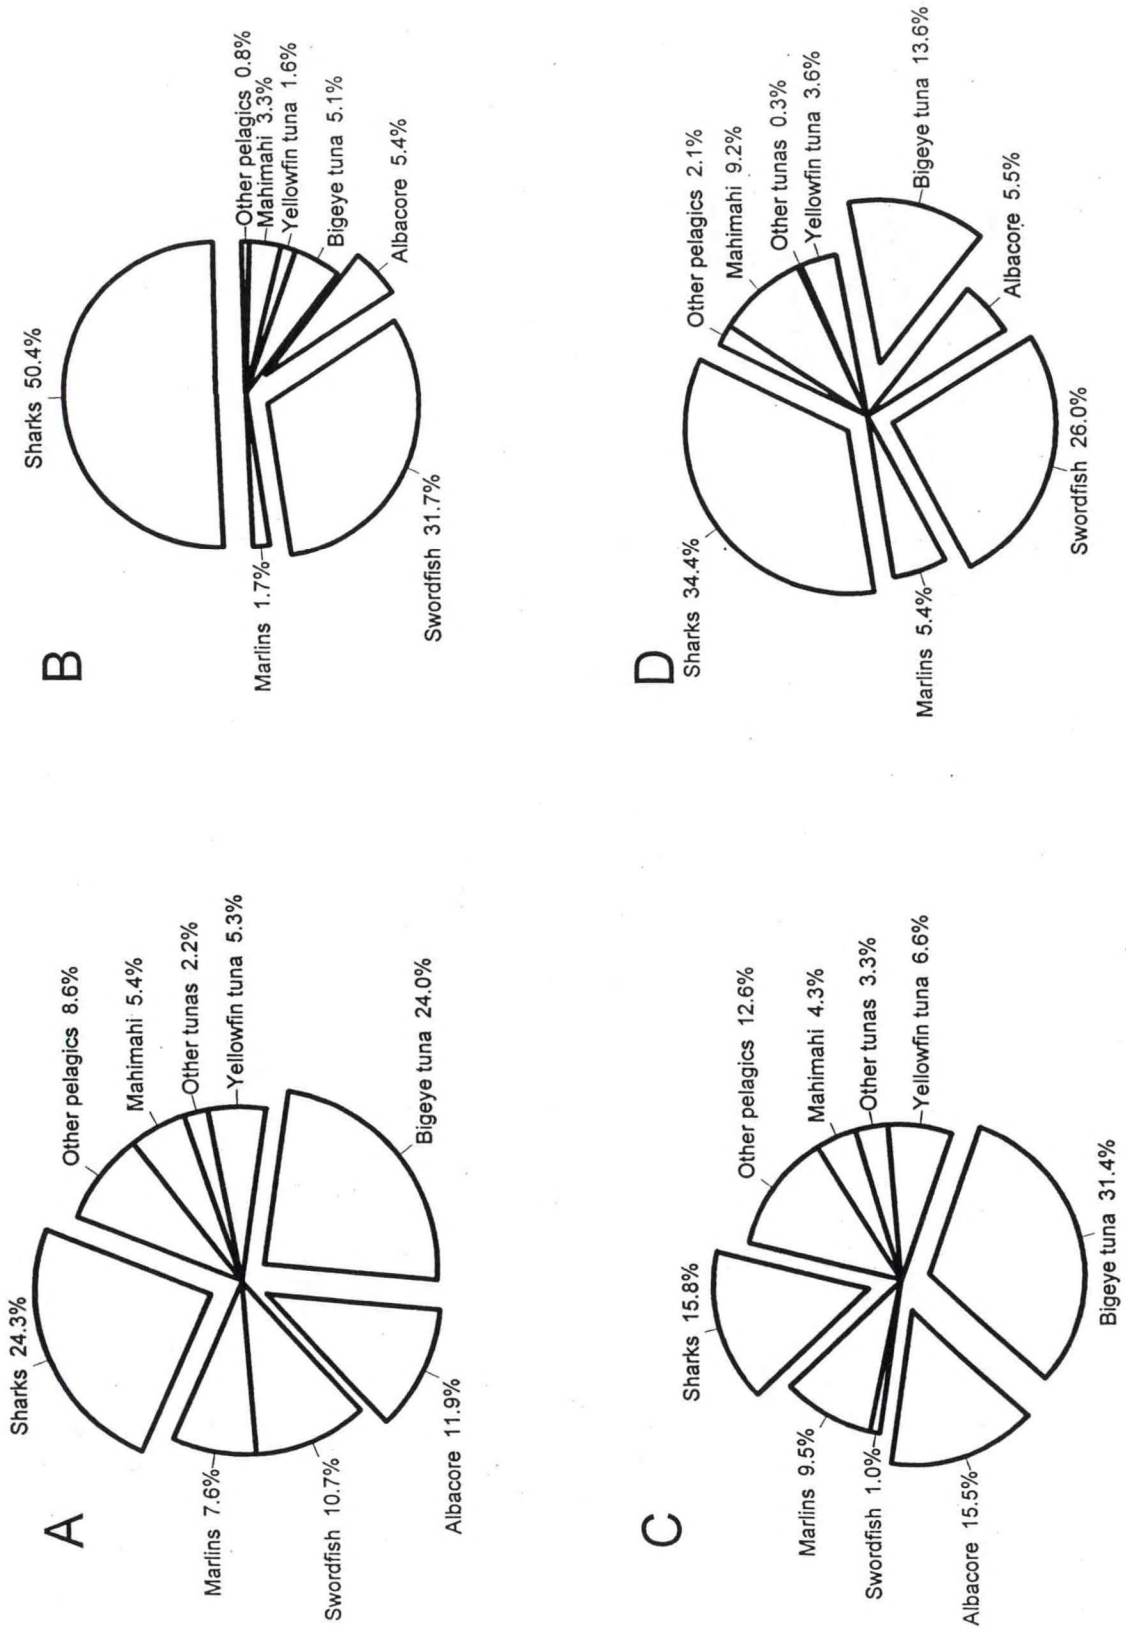 A
Sharks 24.3%
Other pelagics 8.6%
Mahimahi 5.4%
Other tunas 2.2%
Yellowfin tuna 5.3%
Bigeye tuna 24.0%
Albacore 11.9%
Swordfish 10.7%
Marlins 7.6%
B
Sharks 50.4%
Other pelagics 0.8%
Mahimahi 3.3%
Yellowfin tuna 1.6%
Bigeye tuna 5.1%
Albacore 5.4%
Swordfish 31.7%
Marlins 1.7%
C
Sharks 15.8%
Other pelagics 12.6%
Mahimahi 4.3%
Other tunas 3.3%
Yellowfin tuna 6.6%
Bigeye tuna 31.4%
Albacore 15.5%
Swordfish 1.0%
Marlins 9.5%
D
Sharks 34.4%
Other pelagics 2.1%
Mahimahi 9.2%
Other tunas 0.3%
Yellowfin tuna 3.6%
Bigeye tuna 13.6%
Albacore 5.5%
Swordfish 26.0%
Marlins 5.4%